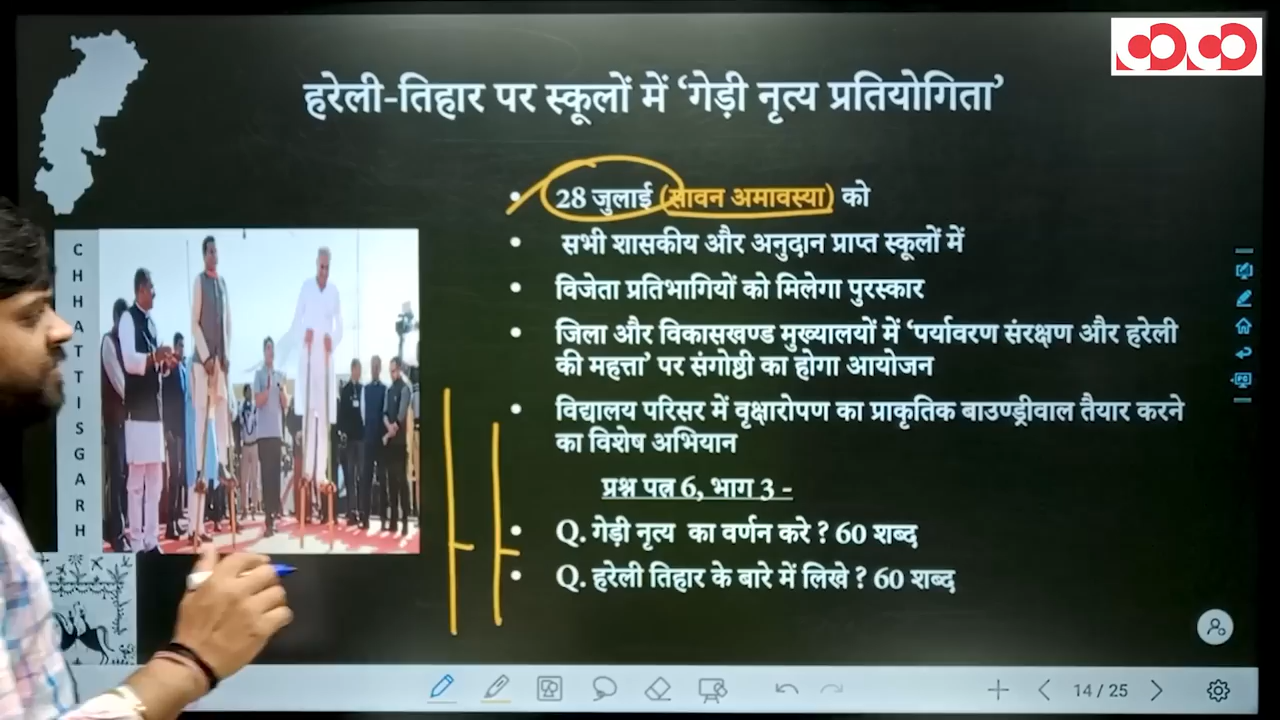 हरेली-तिहार पर स्कूलों में ‘गेड़ी नृत्य प्रतियोगिता’
• 28 जुलाई (सावन अमावस्या) को
• सभी शासकीय और अनुदान प्राप्त स्कूलों में
• विजेता प्रतिभागियों को मिलेगा पुरस्कार
• जिला और विकासखण्ड मुख्यालयों में ‘पर्यावरण संरक्षण और हरेली
की महत्ता’ पर संगोष्ठी का होगा आयोजन
• विद्यालय परिसर में वृक्षारोपण का प्राकृतिक बाउण्ड्रीवाल तैयार करने
का विशेष अभियान
प्रश्न पत्र 6, भाग 3 -
• Q. गेड़ी नृत्य का वर्णन करे ? 60 शब्द
• Q. हरेली तिहार के बारे में लिखे ? 60 शब्द
CHHATTISGARH
14 / 25